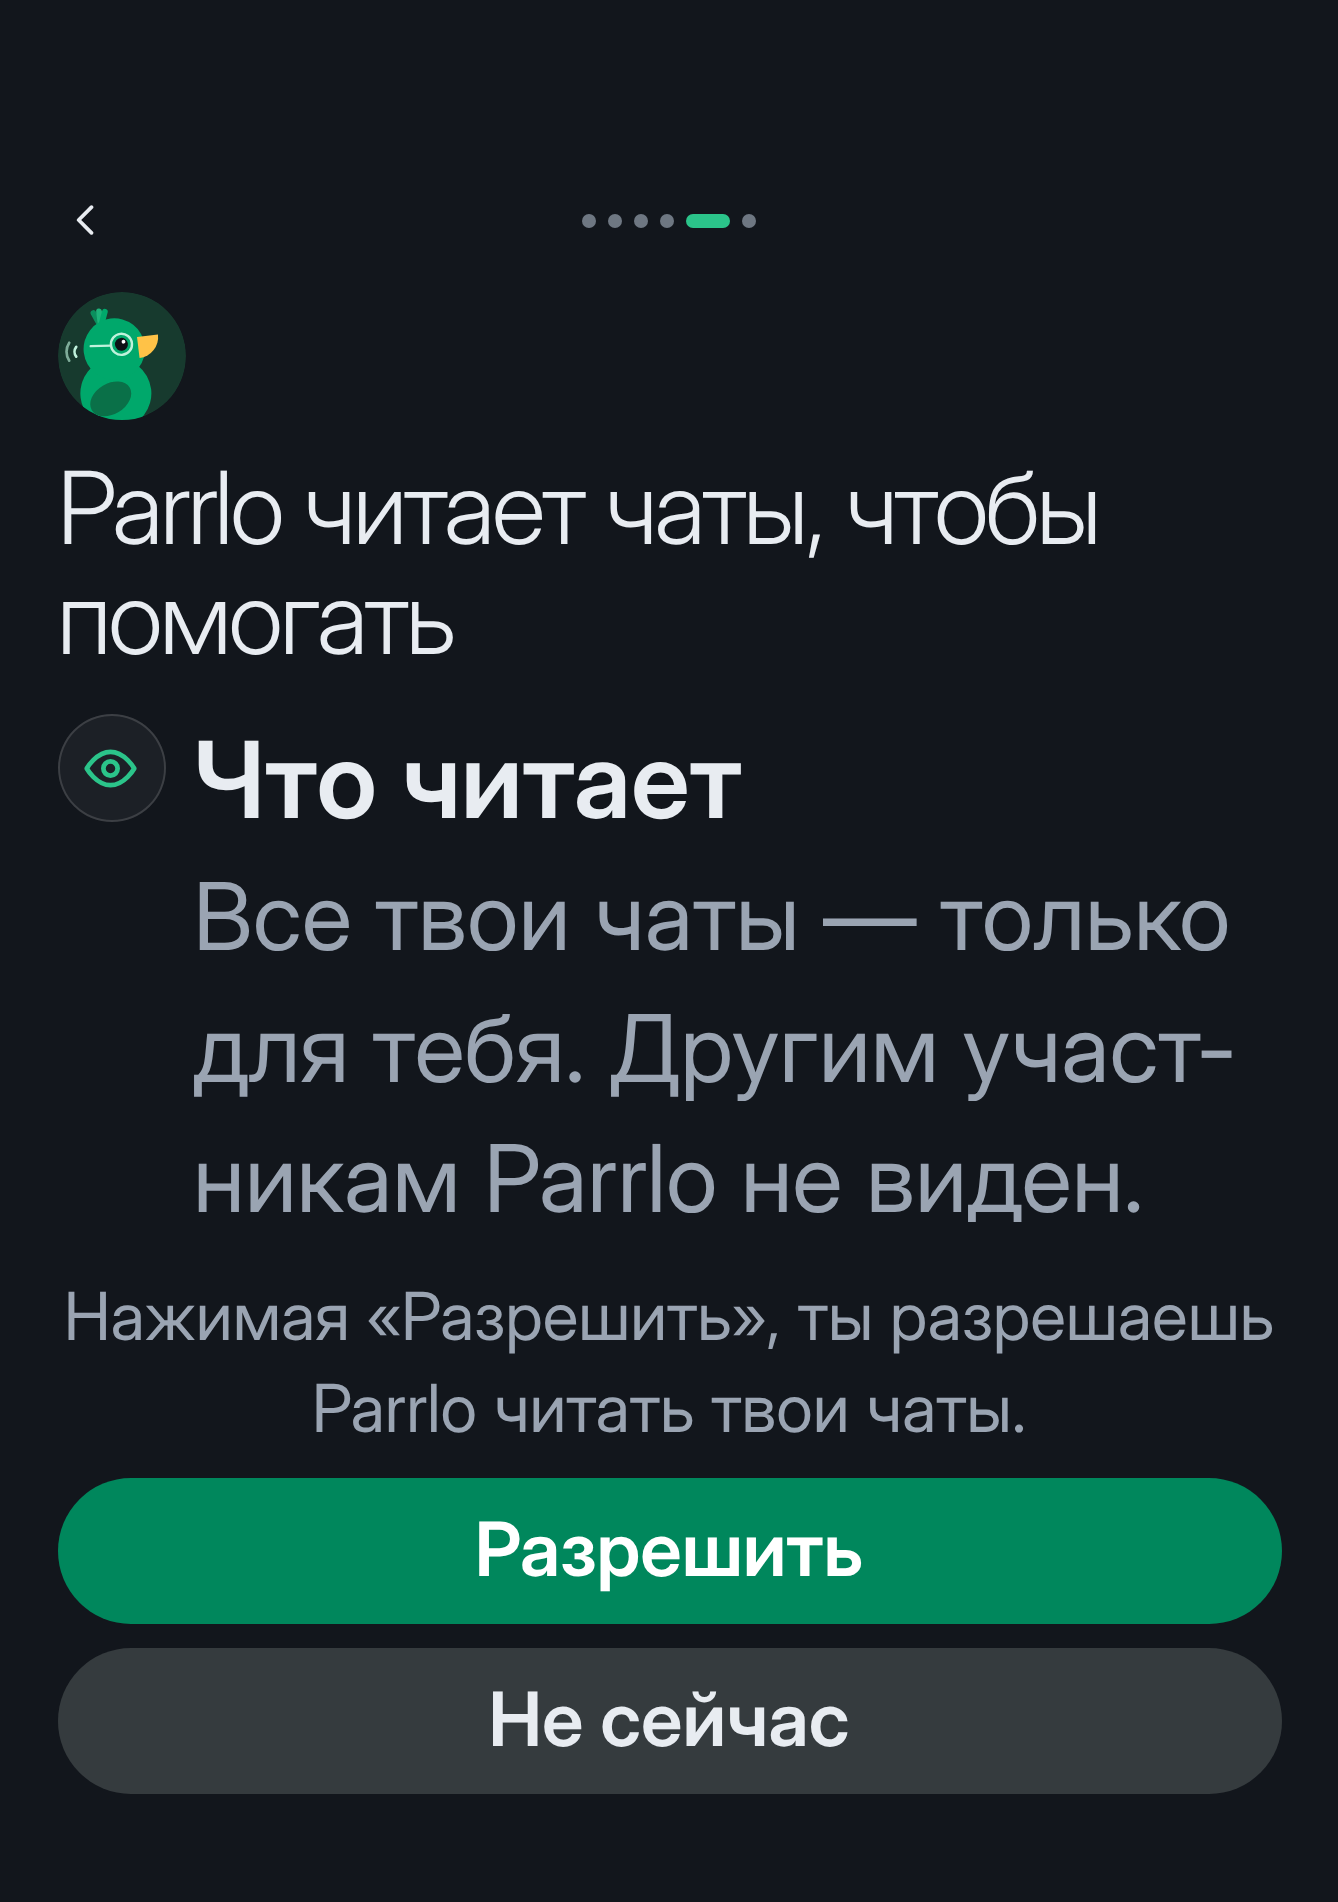 Parrlo читает чаты, чтобы
помогать
Что читает
Все твои чаты — только
для тебя. Другим участ-
никам Parrlo не виден.
Нажимая «Разрешить», ты разрешаешь
Parrlo читать твои чаты.
Разрешить
Не сейчас